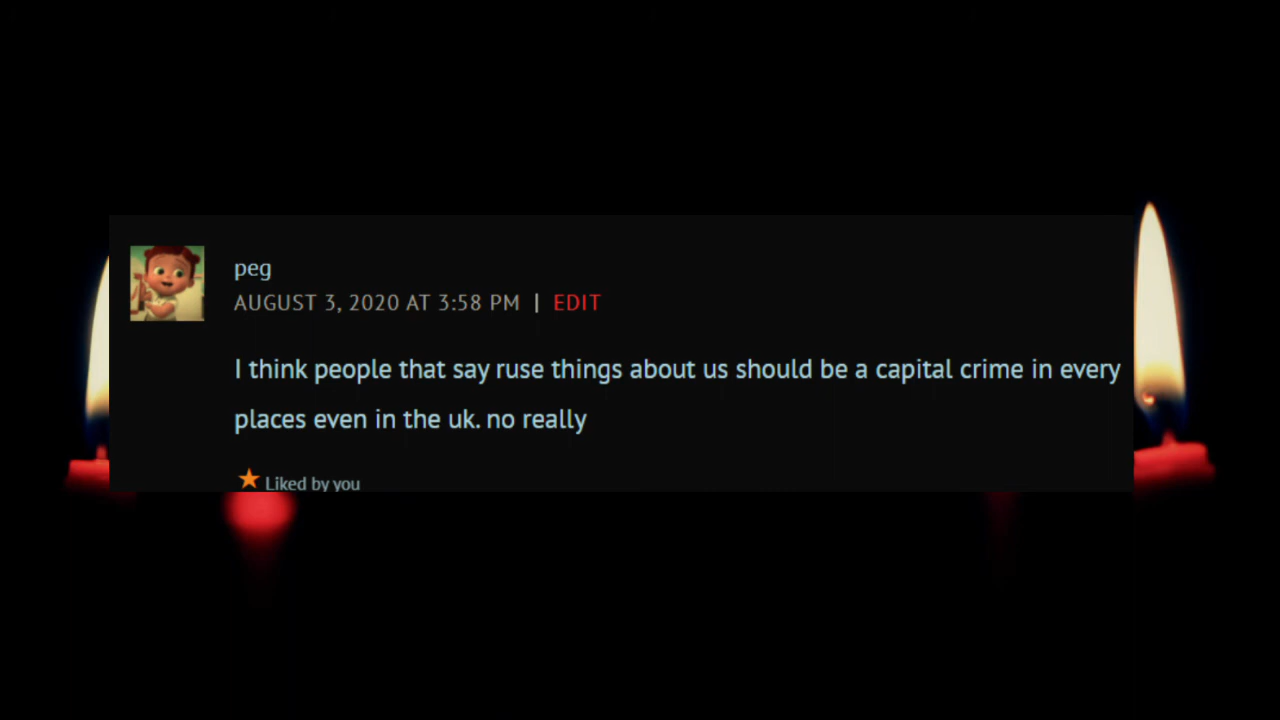 peg
AUGUST 3, 2020 AT 3:58 PM | EDIT
I think people that say ruse things about us should be a capital crime in every
places even in the uk. no really
Liked by you